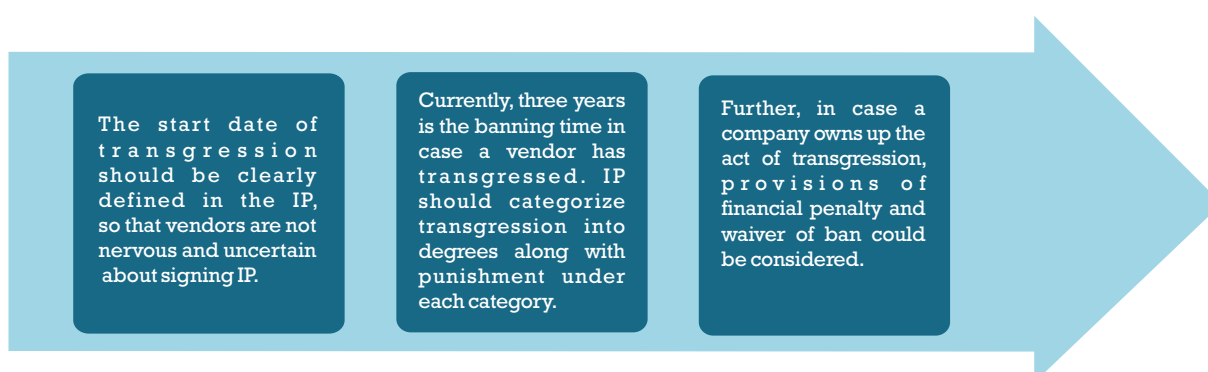 The start date of
transgression
should be clearly
defined in the IP,
so that vendors are not
nervous and uncertain
about signing IP.
Currently, three years
is the banning time in
case a vendor has
transgressed. IP
should categorize
transgression into
degrees along with
punishment under
each category.
Further, in case a
company owns up the
act of transgression,
provisions of
financial penalty and
waiver of ban could
be considered.